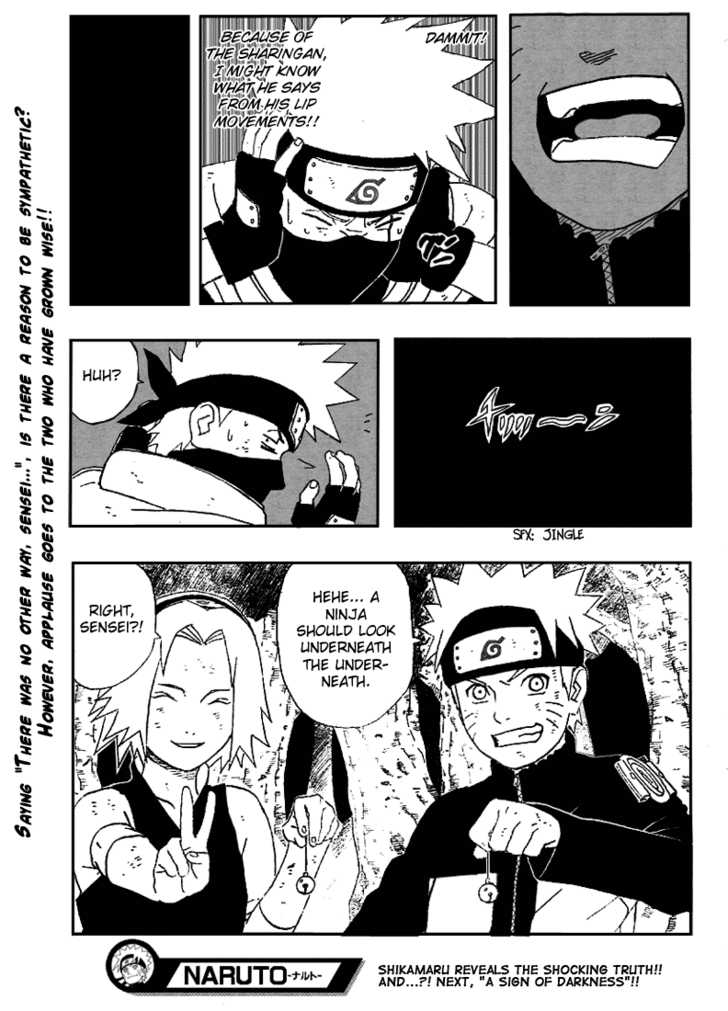 DAMMIT!
BECAUSE OF
THE SHARINGAN,
I MIGHT KNOW
WHAT HE SAYS
FROM HIS LIP
MOVEMENTS!!
SFX: JINGLE
HUH?
HEHE... A
NINJA
SHOULD LOOK
UNDERNEATH
THE UNDER-
NEATH.
RIGHT,
SENSEI?!
SAYING "THERE WAS NO OTHER WAY, SENSEI...", IS THERE A REASON TO BE SYMPATHETIC?
HOWEVER, APPLAUSE GOES TO THE TWO WHO HAVE GROWN WISE!!
NARUTO-ナルト-
SHIKAMARU REVEALS THE SHOCKING TRUTH!!
AND...?! NEXT, "A SIGN OF DARKNESS"!!